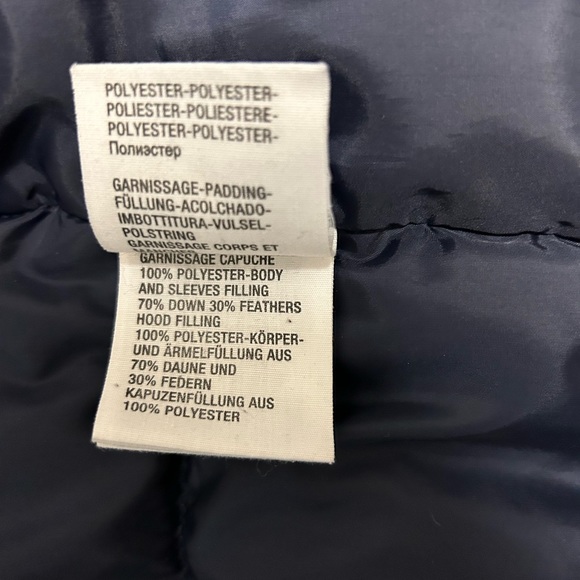 POLYESTER-POLYESTER-
POLIESTER-POLIESTERE-
POLYESTER-POLYESTER-
Полиэстер
GARNISSAGE-PADDING-
FÜLLUNG-ACOLCHADO-
IMBOTTITURA-VULSEL-
POLSTRING
GARNISSAGE CORPS ET
GARNISSAGE CAPUCHE
100% POLYESTER-BODY
AND SLEEVES FILLING
70% DOWN 30% FEATHERS
HOOD FILLING
100% POLYESTER-KÖRPER-
UND ÄRMELFÜLLUNG AUS
70% DAUNE UND
30% FEDERN
KAPUZENFÜLLUNG AUS
100% POLYESTER